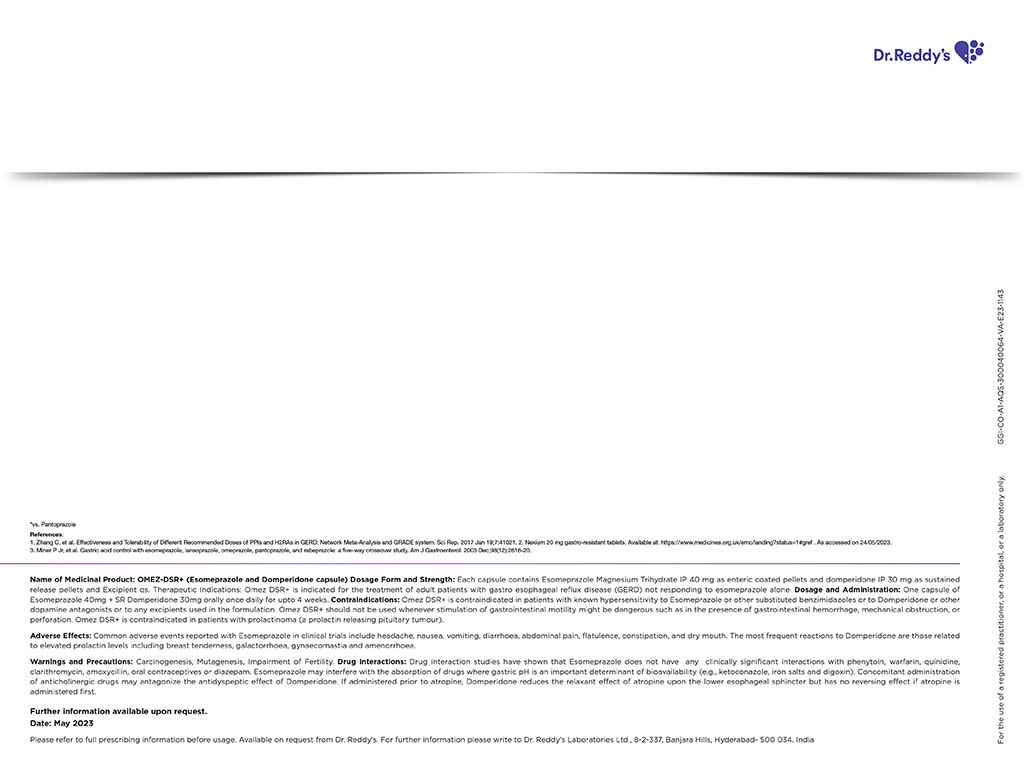 Dr.Reddy's
*vs. Pantoprazole
References:
1. Zhang C, et al. Effectiveness and Tolerability of Different Recommended Doses of PPIs and H2RAs in GERD: Network Meta-Analysis and GRADE system. Sci Rep. 2017 Jan 19;7:41021. 2. Nexium 20 mg gastro-resistant tablets. Available at: https://www.medicines.org.uk/emc/landing?status=1#gref . As accessed on 24/05/2023.
3. Miner P Jr, et al. Gastric acid control with esomeprazole, lansoprazole, omeprazole, pantoprazole, and rabeprazole: a five-way crossover study. Am J Gastroenterol. 2003 Dec;98(12):2616-20.
Name of Medicinal Product: OMEZ-DSR+ (Esomeprazole and Domperidone capsule) Dosage Form and Strength: Each capsule contains Esomeprazole Magnesium Trihydrate IP 40 mg as enteric coated pellets and domperidone IP 30 mg as sustained
release pellets and Excipient qs. Therapeutic Indications: Omez DSR+ is indicated for the treatment of adult patients with gastro esophageal reflux disease (GERD) not responding to esomeprazole alone. Dosage and Administration: One capsule of
Esomeprazole 40mg + SR Domperidone 30mg orally once daily for upto 4 weeks. Contraindications: Omez DSR+ is contraindicated in patients with known hypersensitivity to Esomeprazole or other substituted benzimidazoles or to Domperidone or other
dopamine antagonists or to any excipients used in the formulation. Omez DSR+ should not be used whenever stimulation of gastrointestinal motility might be dangerous such as in the presence of gastrointestinal hemorrhage, mechanical obstruction, or
perforation. Omez DSR+ is contraindicated in patients with prolactinoma (a prolactin releasing pituitary tumour).
Adverse Effects: Common adverse events reported with Esomeprazole in clinical trials include headache, nausea, vomiting, diarrhoea, abdominal pain, flatulence, constipation, and dry mouth. The most frequent reactions to Domperidone are those related
to elevated prolactin levels including breast tenderness, galactorrhoea, gynaecomastia and amenorrhoea.
Warnings and Precautions: Carcinogenesis, Mutagenesis, Impairment of Fertility. Drug Interactions: Drug interaction studies have shown that Esomeprazole does not have any clinically significant interactions with phenytoin, warfarin, quinidine,
clarithromycin, amoxycillin, oral contraceptives or diazepam. Esomeprazole may interfere with the absorption of drugs where gastric pH is an important determinant of bioavailability (e.g., ketoconazole, iron salts and digoxin). Concomitant administration
of anticholinergic drugs may antagonize the antidyspeptic effect of Domperidone. If administered prior to atropine, Domperidone reduces the relaxant effect of atropine upon the lower esophageal sphincter but has no reversing effect if atropine is
administered first.
Further information available upon request.
Date: May 2023
Please refer to full prescribing information before usage. Available on request from Dr. Reddy's. For further information please write to Dr. Reddy's Laboratories Ltd., 8-2-337, Banjara Hills, Hyderabad- 500 034. India
For the use of a registered practitioner, or a hospital, or a laboratory only.
GGI-CO-A1-AQS-300040064-VA-E23-1143